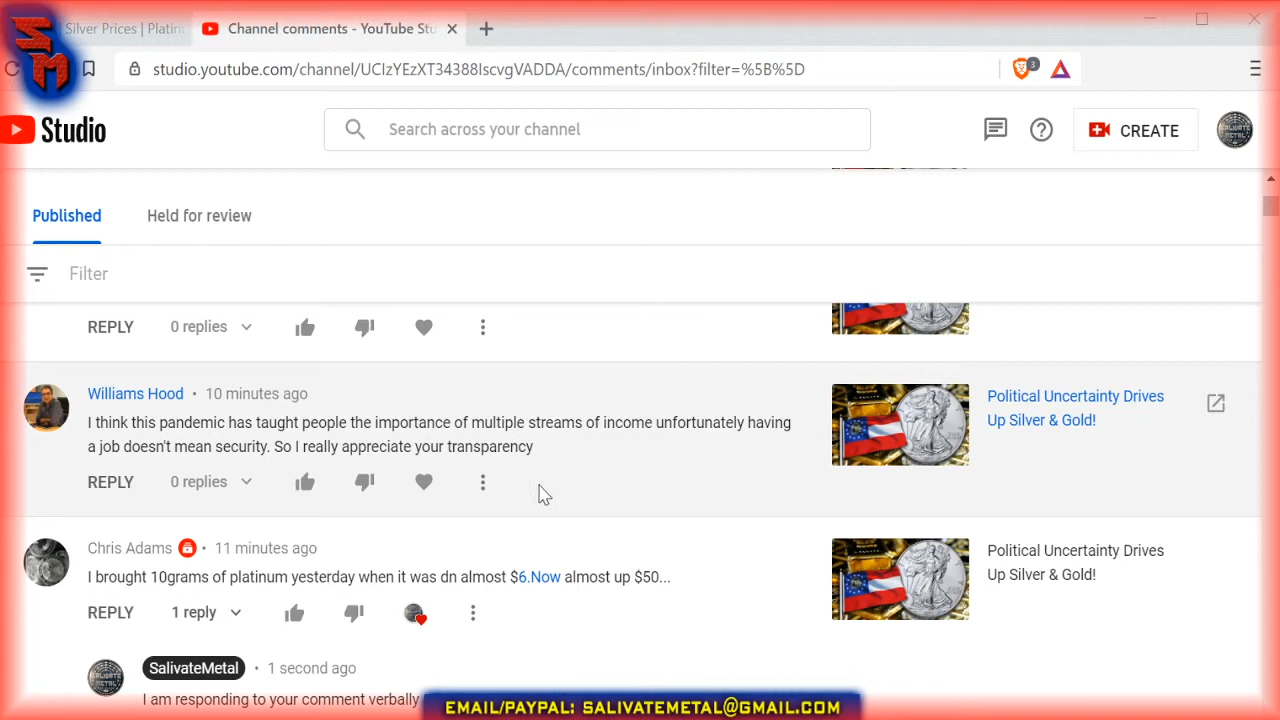 SM
Silver Prices | Platin
Channel comments - YouTube Stu
studio.youtube.com/channel/UCIzYEzXT34388IscvgVADDA/comments/inbox?filter=%5B%5D
3
Studio
Search across your channel
CREATE
Published
Held for review
Filter
REPLY 0 replies
Williams Hood • 10 minutes ago
I think this pandemic has taught people the importance of multiple streams of income unfortunately having
a job doesn't mean security. So I really appreciate your transparency
REPLY 0 replies
Political Uncertainty Drives
Up Silver & Gold!
Chris Adams • 11 minutes ago
I brought 10grams of platinum yesterday when it was dn almost $6.Now almost up $50...
REPLY 1 reply
Political Uncertainty Drives
Up Silver & Gold!
SalivateMetal • 1 second ago
I am responding to your comment verbally
EMAIL/PAYPAL: SALIVATEMETAL@GMAIL.COM